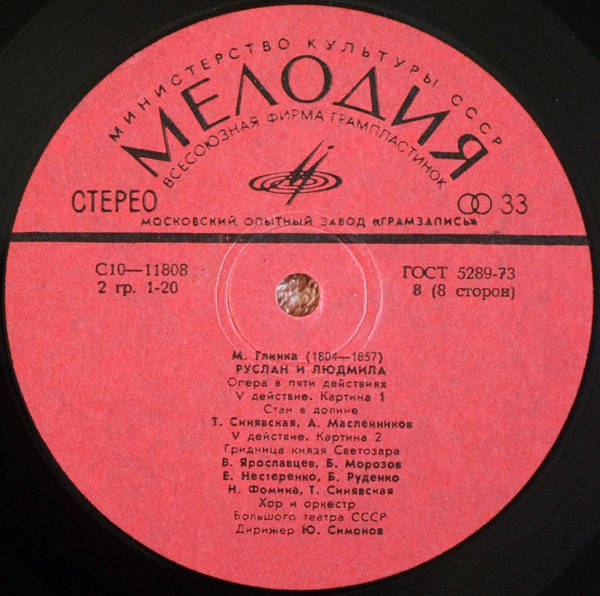 МИНИСТЕРСТВО КУЛЬТУРЫ СССР
МЕЛОДИЯ
ВСЕСОЮЗНАЯ ФИРМА ГРАМПЛАСТИНОК
СТЕРЕО
33
МОСКОВСКИЙ ОПЫТНЫЙ ЗАВОД «ГРАМЗАПИСЬ»
С10—11808
ГОСТ 5289-73
2 гр. 1-20
8 (8 сторон)
М. Глинка (1804—1857)
РУСЛАН И ЛЮДМИЛА
Опера в пяти действиях
V действие. Картина 1
Стан в долине
Т. Синявская, А. Масленников
V действие. Картина 2
Гридница князя Светозара
В. Ярославцев, Б. Морозов
Е. Нестеренко, Б. Руденко
Н. Фомина, Т. Синявская
Хор и оркестр
Большого театра СССР
Дирижер Ю. Симонов